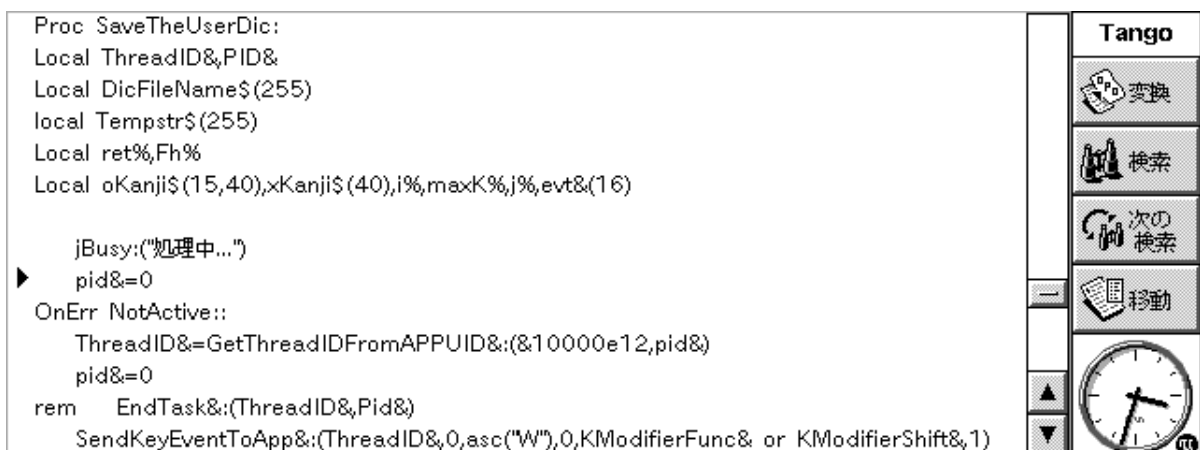 Proc SaveTheUserDic:
Local ThreadID&,PID&
Local DicFileName$(255)
local Tempstr$(255)
Local ret%,Fh%
Local oKanji$(15,40),xKanji$(40),i%,maxK%,j%,evt&(16)
jBusy:("処理中...")
pid&=0
OnErr NotActive::
ThreadID&=GetThreadIDFromAPPUID&:(&10000e12,pid&)
pid&=0
rem EndTask&:(ThreadID&,Pid&)
SendKeyEventToApp&:(ThreadID&,0,asc("W"),0,KModifierFunc& or KModifierShift&,1)
Tango
変換
検索
次の
検索
移動